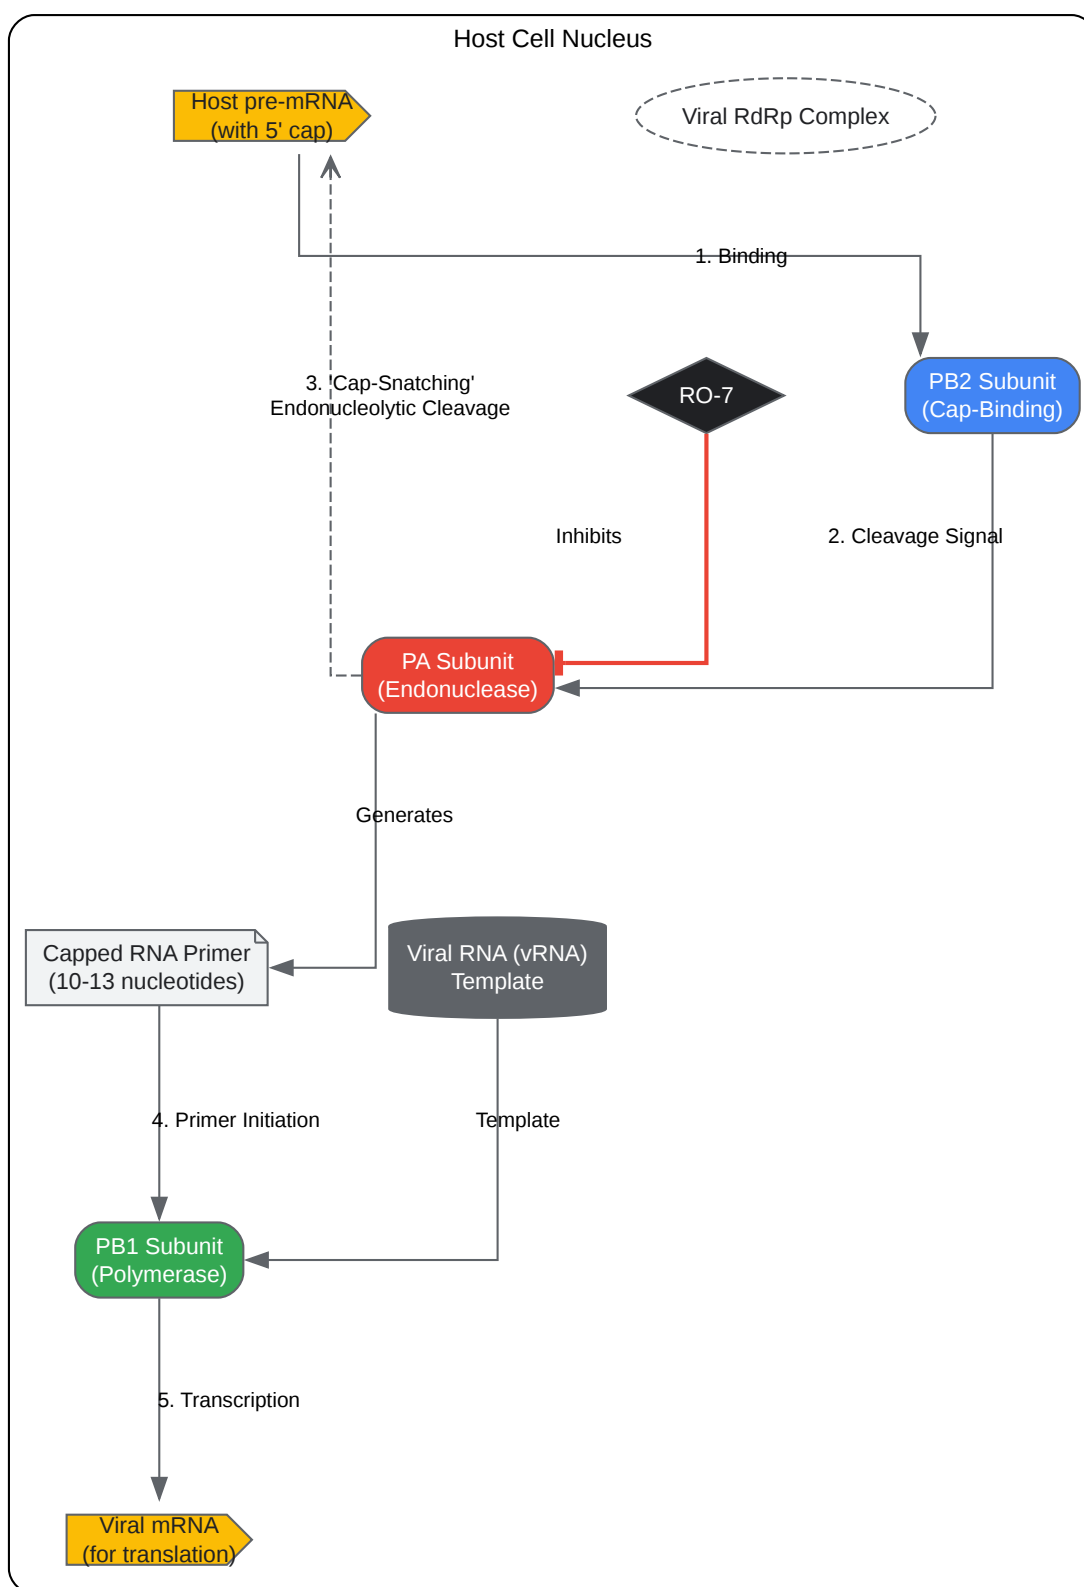 Host Cell Nucleus
Host pre-mRNA
(with 5' cap)
Viral RdRp Complex
1. Binding
3. 'Cap-Snatching'
Endonucleolytic Cleavage
RO-7
PB2 Subunit
(Cap-Binding)
Inhibits
2. Cleavage Signal
PA Subunit
(Endonuclease)
Generates
Capped RNA Primer
(10-13 nucleotides)
Viral RNA (vRNA)
Template
4. Primer Initiation
Template
PB1 Subunit
(Polymerase)
5. Transcription
Viral mRNA
(for translation)